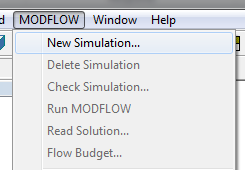 MODFLOW Window Help
New Simulation...
Delete Simulation
Check Simulation...
Run MODFLOW
Read Solution...
Flow Budget...